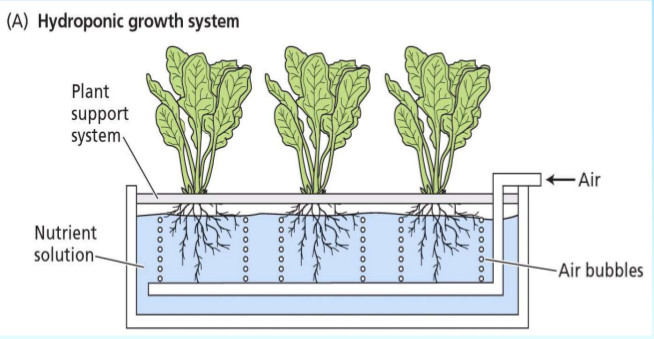 (A) Hydroponic growth system
Plant
support
system
Air
Nutrient
solution
Air bubbles